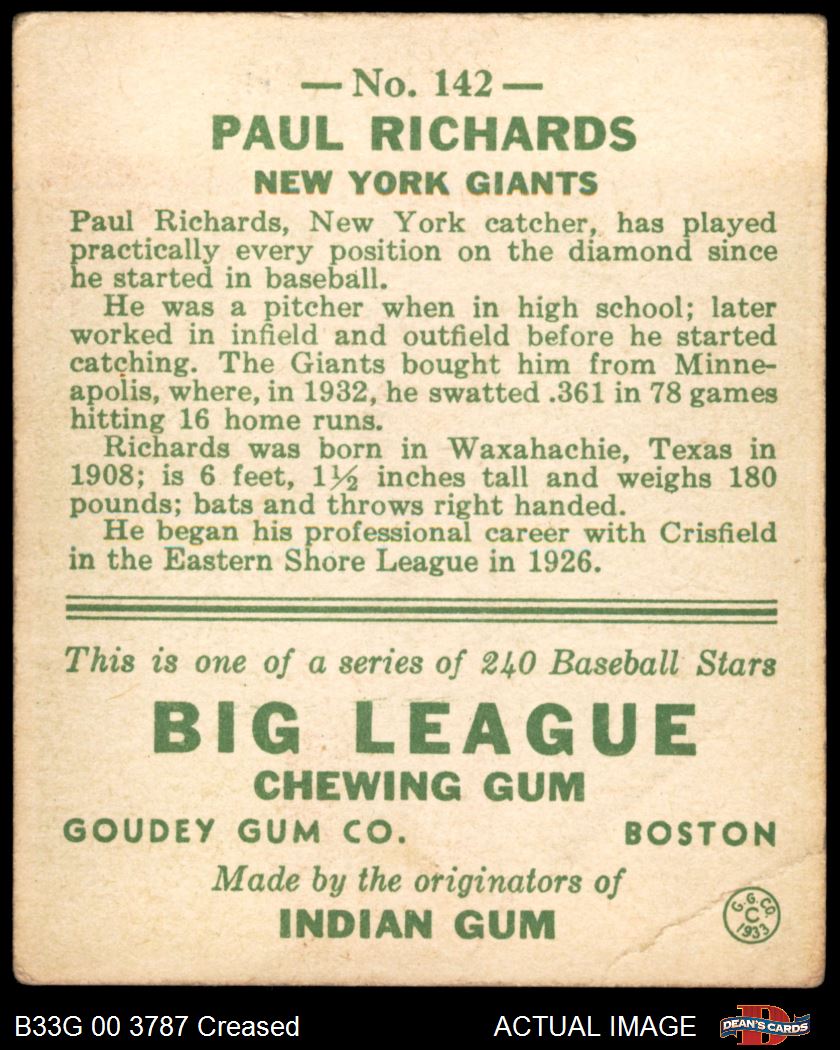 — No. 142 —
PAUL RICHARDS
NEW YORK GIANTS
Paul Richards, New York catcher, has played
practically every position on the diamond since
he started in baseball.
He was a pitcher when in high school; later
worked in infield and outfield before he started
catching. The Giants bought him from Minne-
apolis, where, in 1932, he swatted .361 in 78 games
hitting 16 home runs.
Richards was born in Waxahachie, Texas in
1908; is 6 feet, 1½ inches tall and weighs 180
pounds; bats and throws right handed.
He began his professional career with Crisfield
in the Eastern Shore League in 1926.
This is one of a series of 240 Baseball Stars
BIG LEAGUE
CHEWING GUM
GOUDEY GUM CO. BOSTON
Made by the originators of
INDIAN GUM
G. G. CO.
C
1933
B33G 00 3787 Creased ACTUAL IMAGE D DEAN'S CARDS